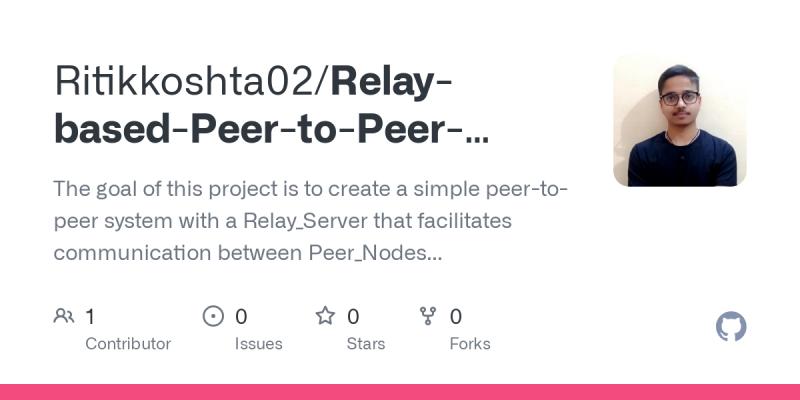 Ritikkoshta02/Relay-
based-Peer-to-Peer-...
The goal of this project is to create a simple peer-to-
peer system with a Relay_Server that facilitates
communication between Peer_Nodes...
1 0 0 0
Contributor Issues Stars Forks